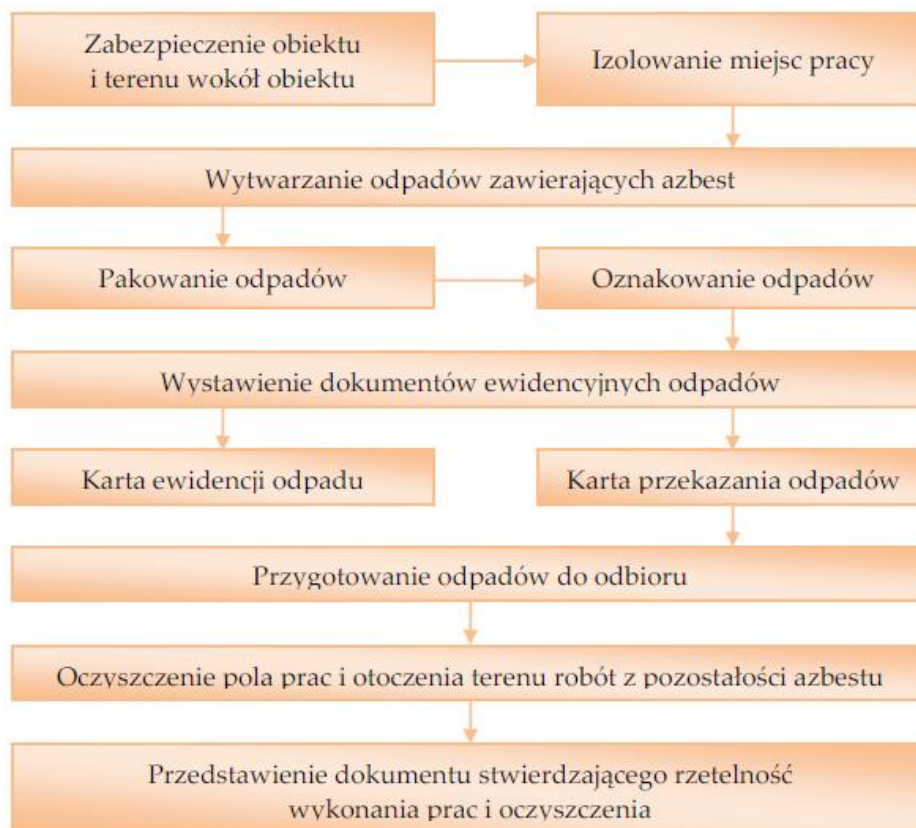 Zabezpieczenie obiektu
i terenu wokół obiektu
Izolowanie miejsc pracy
Wytwarzanie odpadów zawierających azbest
Pakowanie odpadów
Oznakowanie odpadów
Wystawienie dokumentów ewidencyjnych odpadów
Karta ewidencji odpadu
Karta przekazania odpadów
Przygotowanie odpadów do odbioru
Oczyszczenie pola prac i otoczenia terenu robót z pozostałości azbestu
Przedstawienie dokumentu stwierdzającego rzetelność
wykonania prac i oczyszczenia